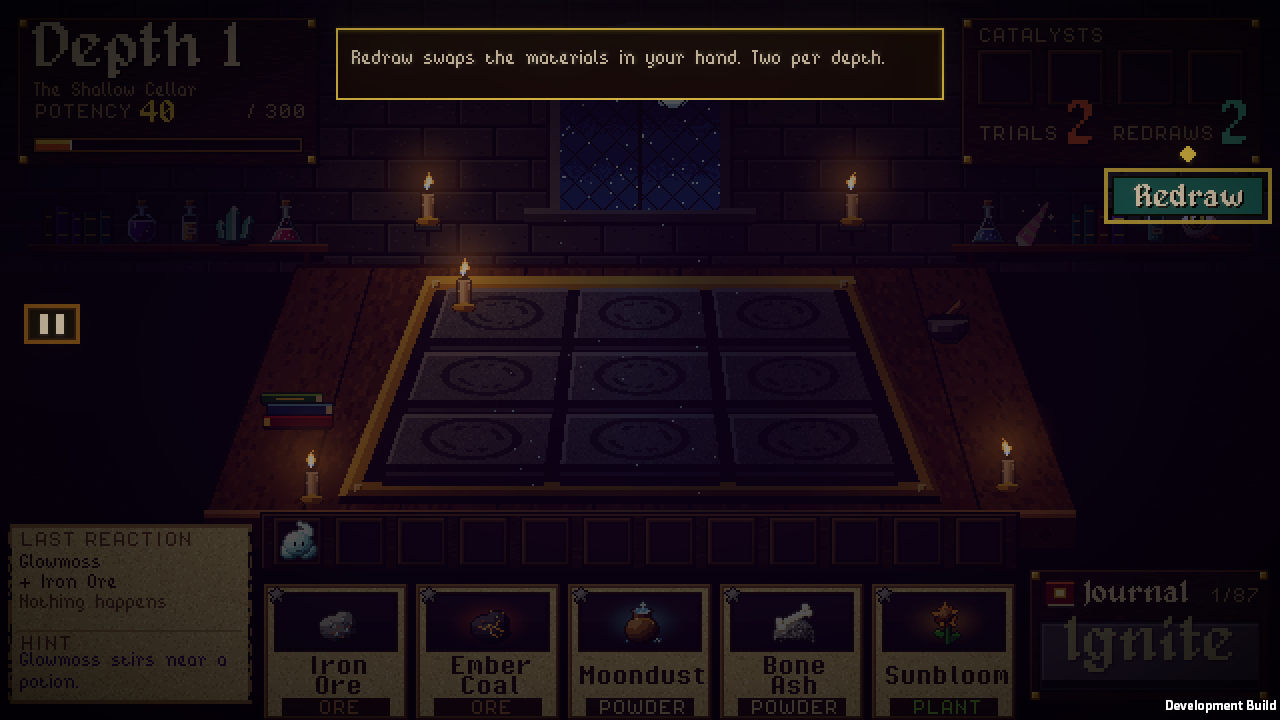 Depth 1
The Shallow Cellar
POTENCY 40 / 300
Redraw swaps the materials in your hand. Two per depth.
CATALYSTS
TRIALS 2 REDRAWS 2
Redraw
LAST REACTION
Glowmoss
+ Iron Ore
Nothing happens
HINT
Glowmoss stirs near a
potion.
Iron
Ore
ORE
Ember
Coal
ORE
Moondust
POWDER
Bone
Ash
POWDER
Sunbloom
PLANT
Journal 1/87
Ignite
Development Build